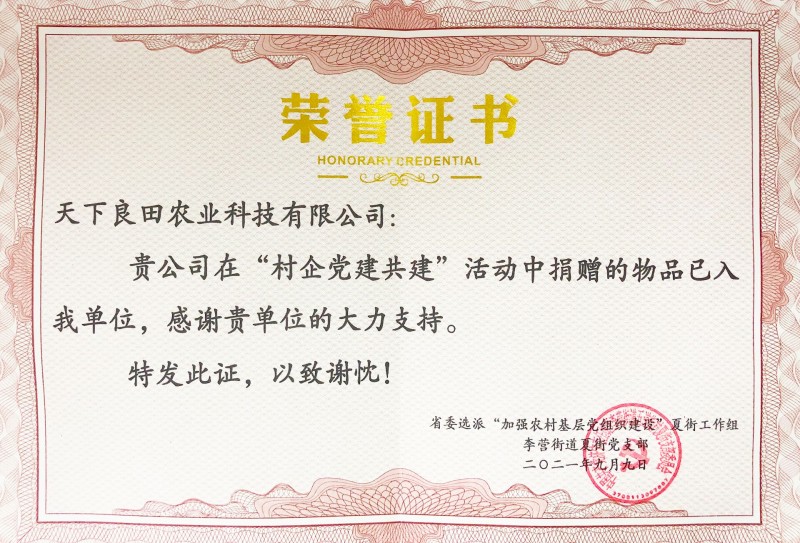 荣誉证书
HONORARY CREDENTIAL
天下良田农业科技有限公司：
贵公司在“村企党建共建”活动中捐赠的物品已入
我单位，感谢贵单位的大力支持。
特发此证，以致谢忱！
省委选派“加强农村基层党组织建设”夏街工作组
李营街道夏街党支部
二〇二一年九月九日